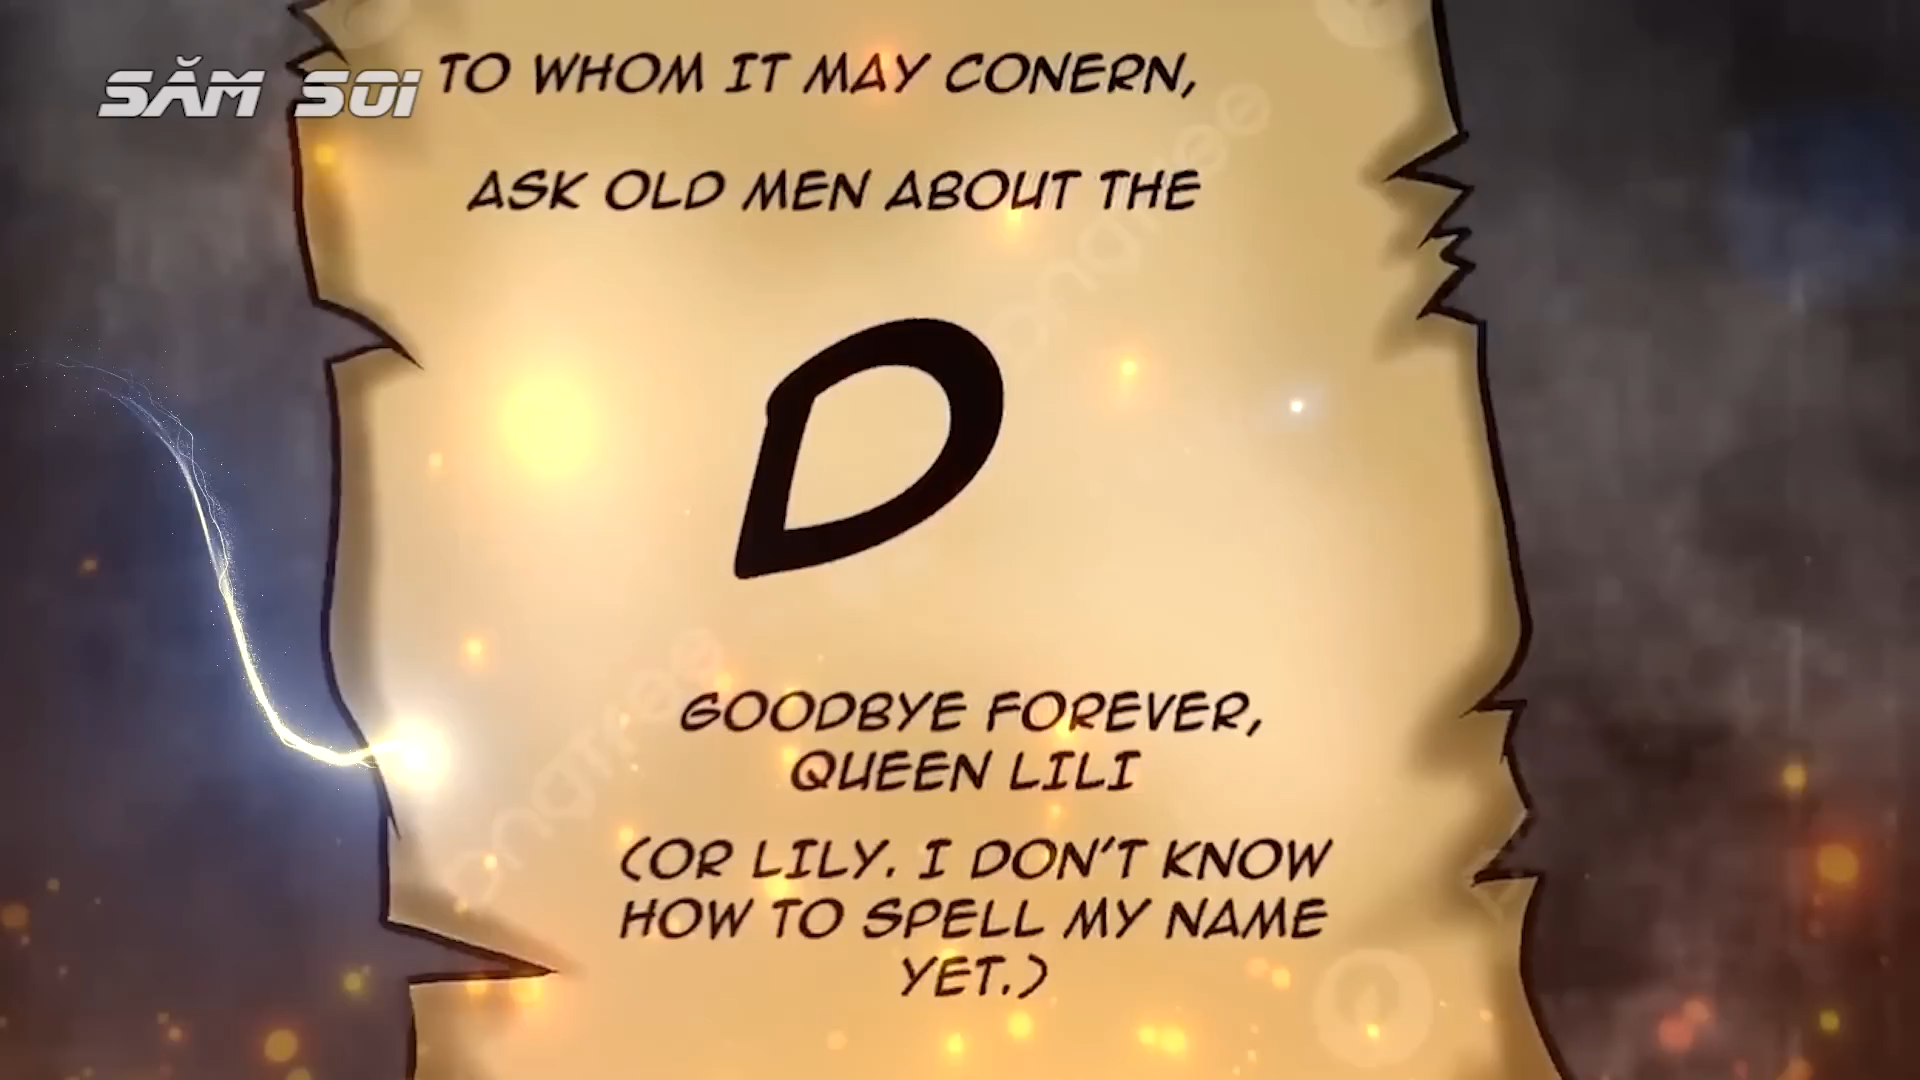 SĂM SOI
TO WHOM IT MAY CONERN,
ASK OLD MEN ABOUT THE
D
GOODBYE FOREVER,
QUEEN LILI
(OR LILY. I DON'T KNOW
HOW TO SPELL MY NAME
YET.)